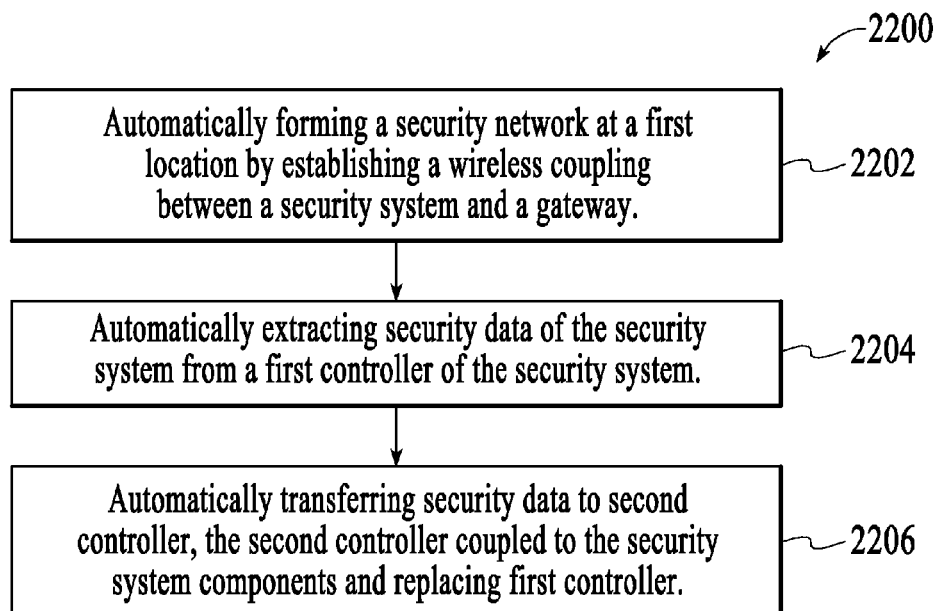 2200
Automatically forming a security network at a first
location by establishing a wireless coupling
between a security system and a gateway.
2202
Automatically extracting security data of the security
system from a first controller of the security system.
2204
Automatically transferring security data to second
controller, the second controller coupled to the security
system components and replacing first controller.
2206